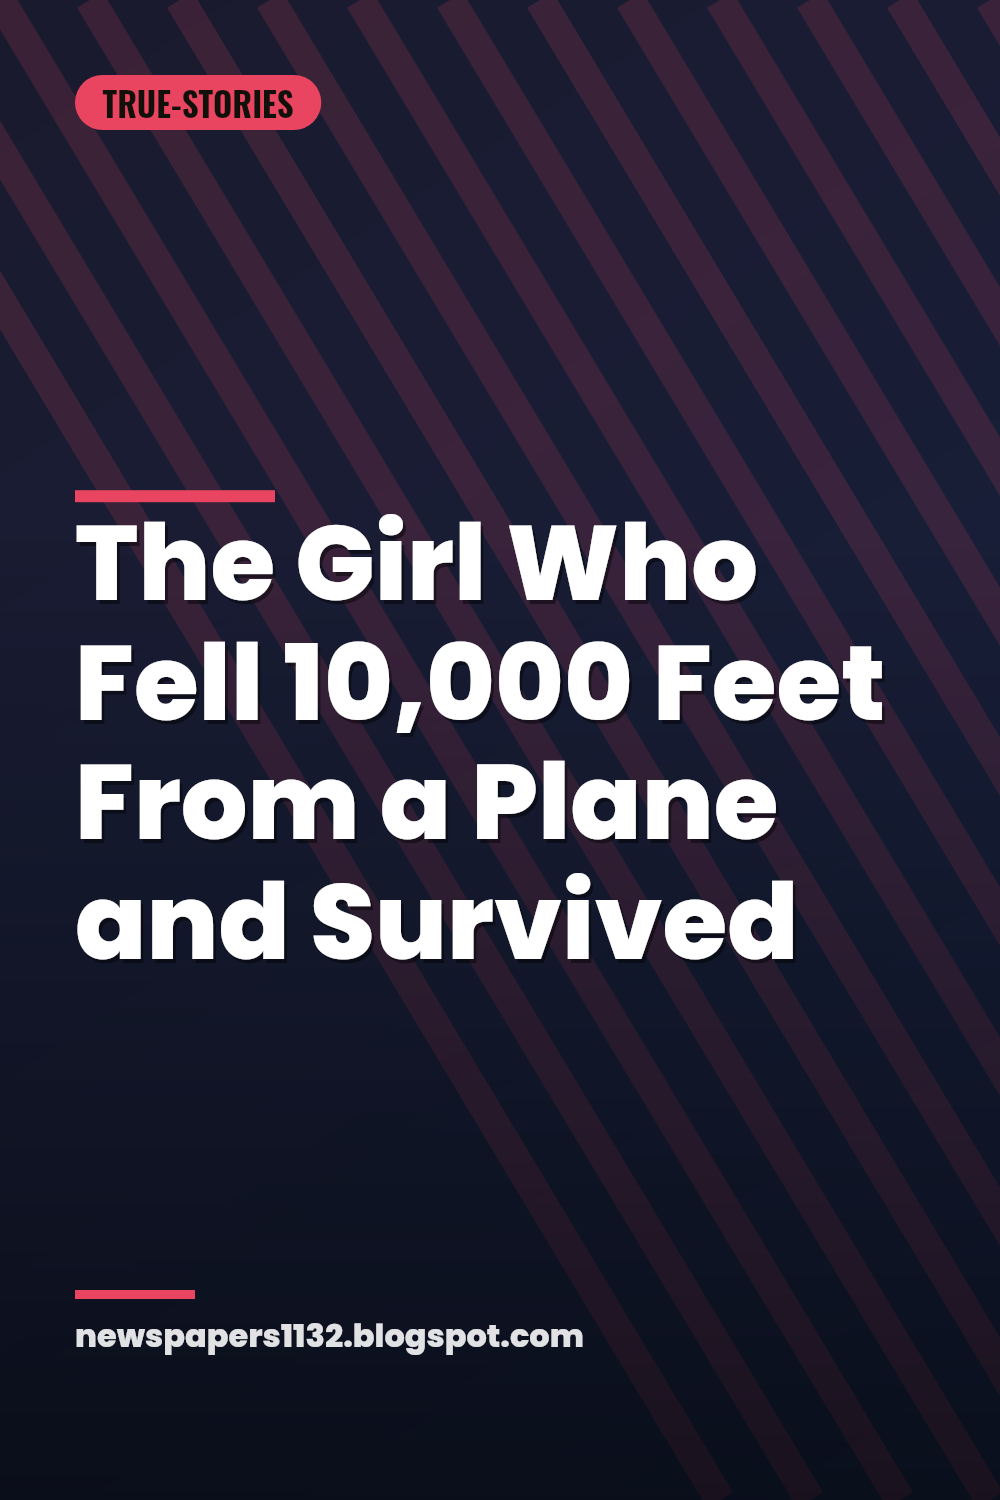 TRUE-STORIES
The Girl Who
Fell 10,000 Feet
From a Plane
and Survived
newspapers1132.blogspot.com